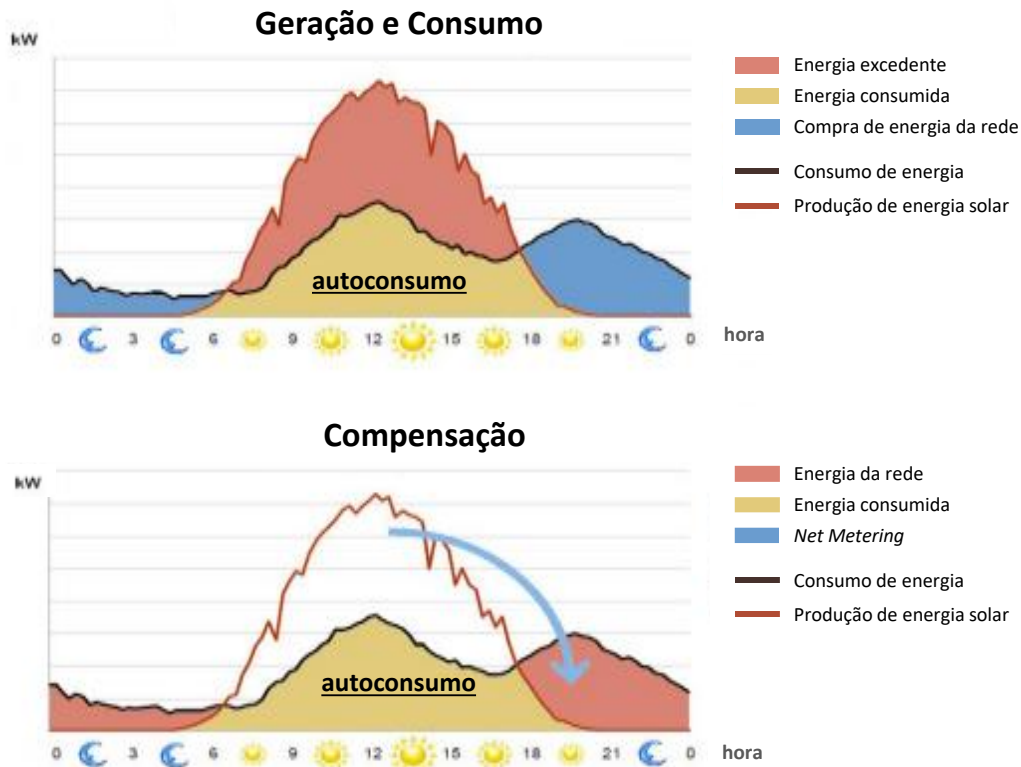 Geração e Consumo
kW
Energia excedente
Energia consumida
Compra de energia da rede
Consumo de energia
Produção de energia solar
autoconsumo
0 3 6 9 12 15 18 21 0 hora
Compensação
kW
Energia da rede
Energia consumida
Net Metering
Consumo de energia
Produção de energia solar
autoconsumo
0 3 6 9 12 15 18 21 0 hora